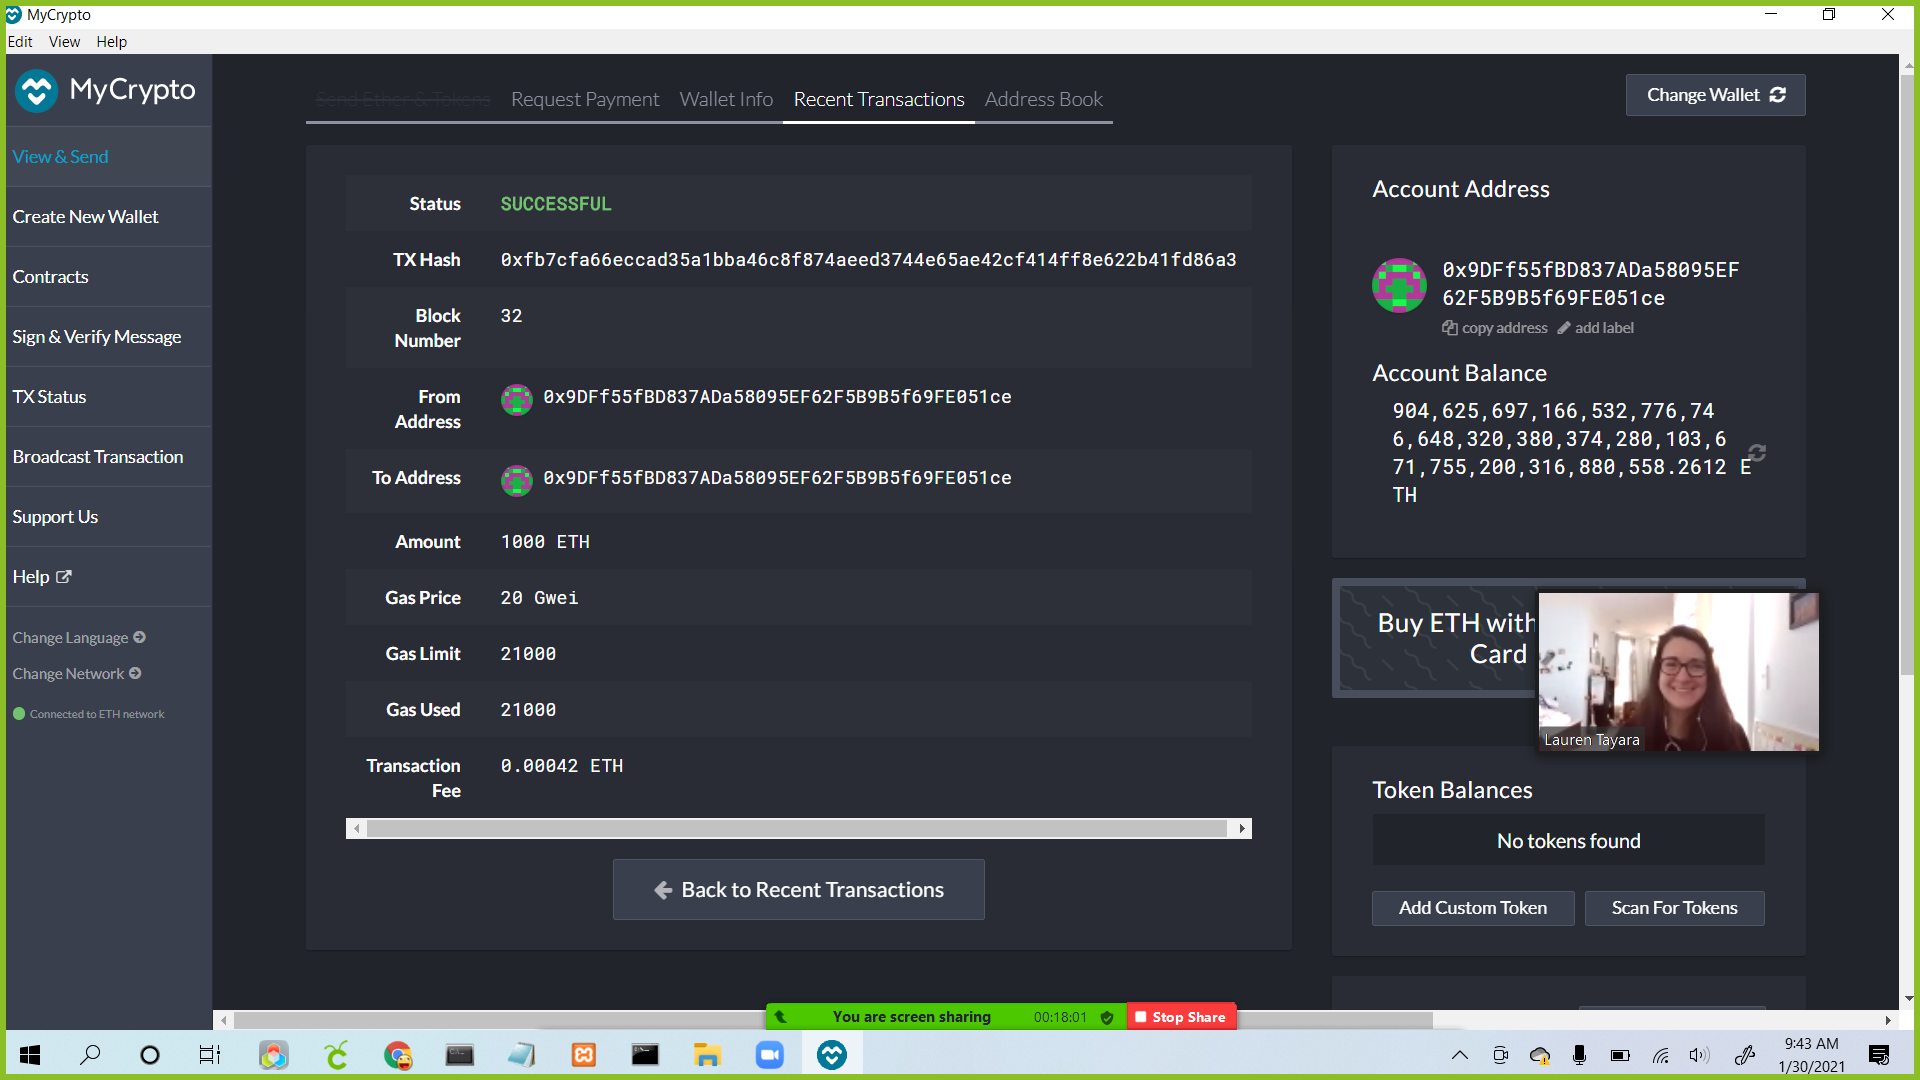 MyCrypto
Edit View Help
MyCrypto
Send Ether & Tokens Request Payment Wallet Info Recent Transactions Address Book
Change Wallet
View & Send
Create New Wallet
Contracts
Sign & Verify Message
TX Status
Broadcast Transaction
Support Us
Help
Change Language
Change Network
Connected to ETH network
Status SUCCESSFUL
TX Hash 0xfb7cfa66eccad35a1bba46c8f874aeed3744e65ae42cf414ff8e622b41fd86a3
Block
Number 32
From
Address 0x9DFf55fBD837ADa58095EF62F5B9B5f69FE051ce
To Address 0x9DFf55fBD837ADa58095EF62F5B9B5f69FE051ce
Amount 1000 ETH
Gas Price 20 Gwei
Gas Limit 21000
Gas Used 21000
Transaction
Fee 0.00042 ETH
Back to Recent Transactions
Account Address
0x9DFf55fBD837ADa58095EF
62F5B9B5f69FE051ce
copy address add label
Account Balance
904,625,697,166,532,776,74
6,648,320,380,374,280,103,6
71,755,200,316,880,558.2612 E
TH
Buy ETH with
Card
Lauren Tayara
Token Balances
No tokens found
Add Custom Token Scan For Tokens
You are screen sharing 00:18:01 Stop Share
9:43 AM
1/30/2021